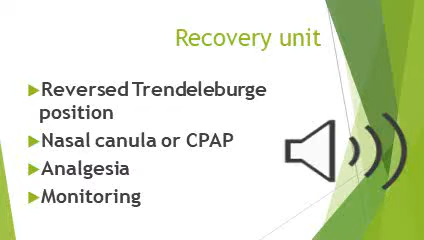 Recovery unit
Reversed Trendeleburge
position
Nasal canula or CPAP
Analgesia
Monitoring